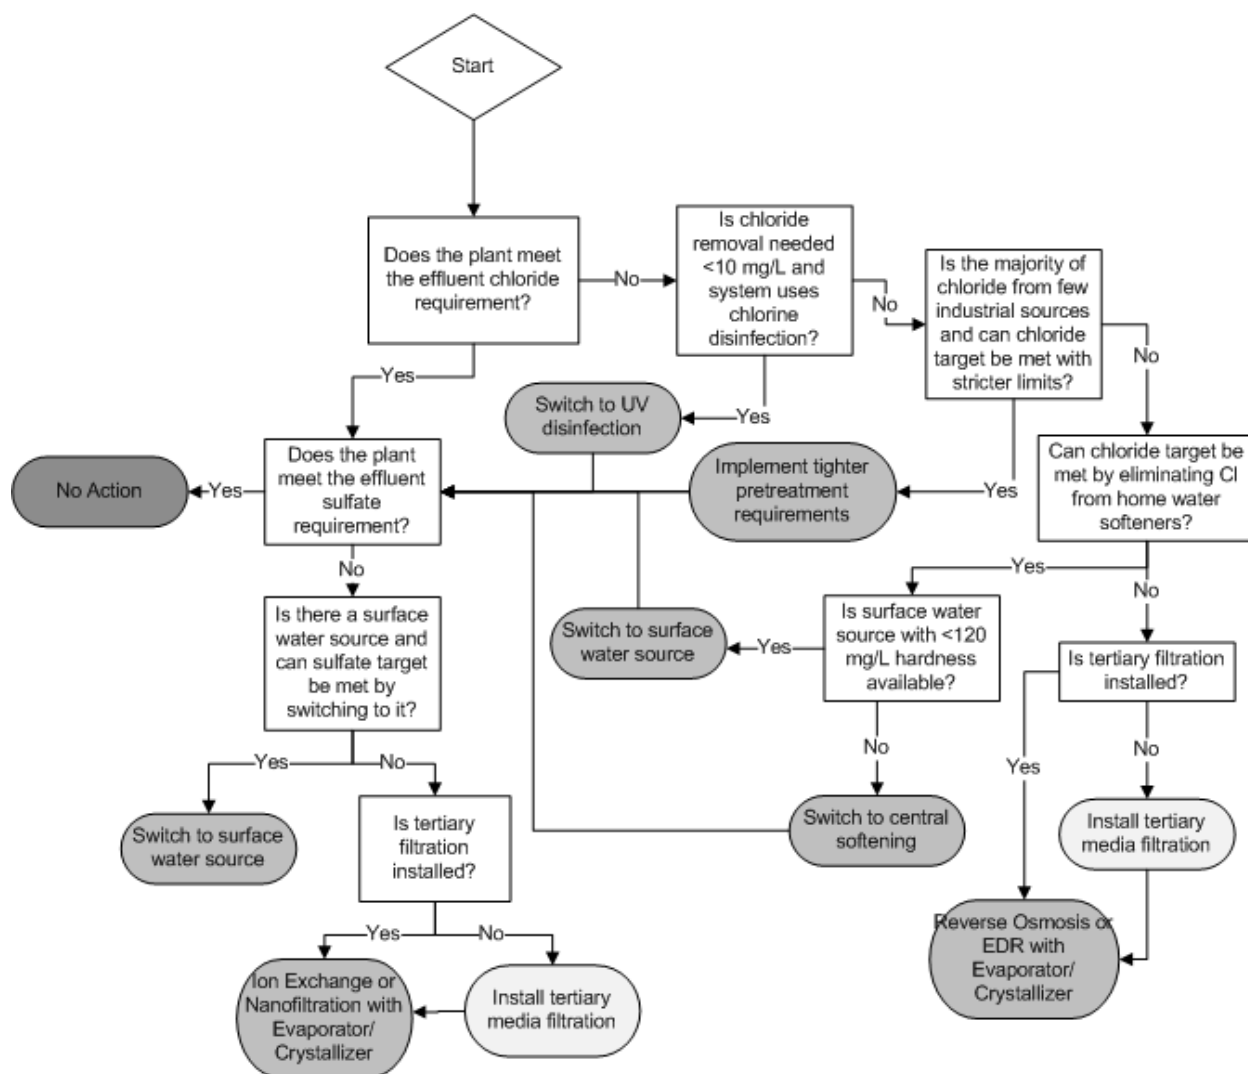 Start
Does the plant meet
the effluent chloride
requirement?
No
Is chloride
removal needed
<10 mg/L and
system uses
chlorine
disinfection?
No
Is the majority of
chloride from few
industrial sources
and can chloride
target be met with
stricter limits?
No
Yes
Yes
Switch to UV
disinfection
Yes
Implement tighter
pretreatment
requirements
Can chloride target be
met by eliminating Cl
from home water
softeners?
Does the plant
meet the effluent
sulfate
requirement?
Yes
No Action
No
Yes
No
Is there a surface
water source and
can sulfate target
be met by
switching to it?
Switch to surface
water source
Yes
Is surface water
source with <120
mg/L hardness
available?
Is tertiary filtration
installed?
Yes
No
No
Yes
No
Switch to surface
water source
Is tertiary
filtration
installed?
Switch to central
softening
Install tertiary
media filtration
Yes
No
Ion Exchange or
Nanofiltration with
Evaporator/
Crystallizer
Install tertiary
media filtration
Reverse Osmosis or
EDR with
Evaporator/
Crystallizer